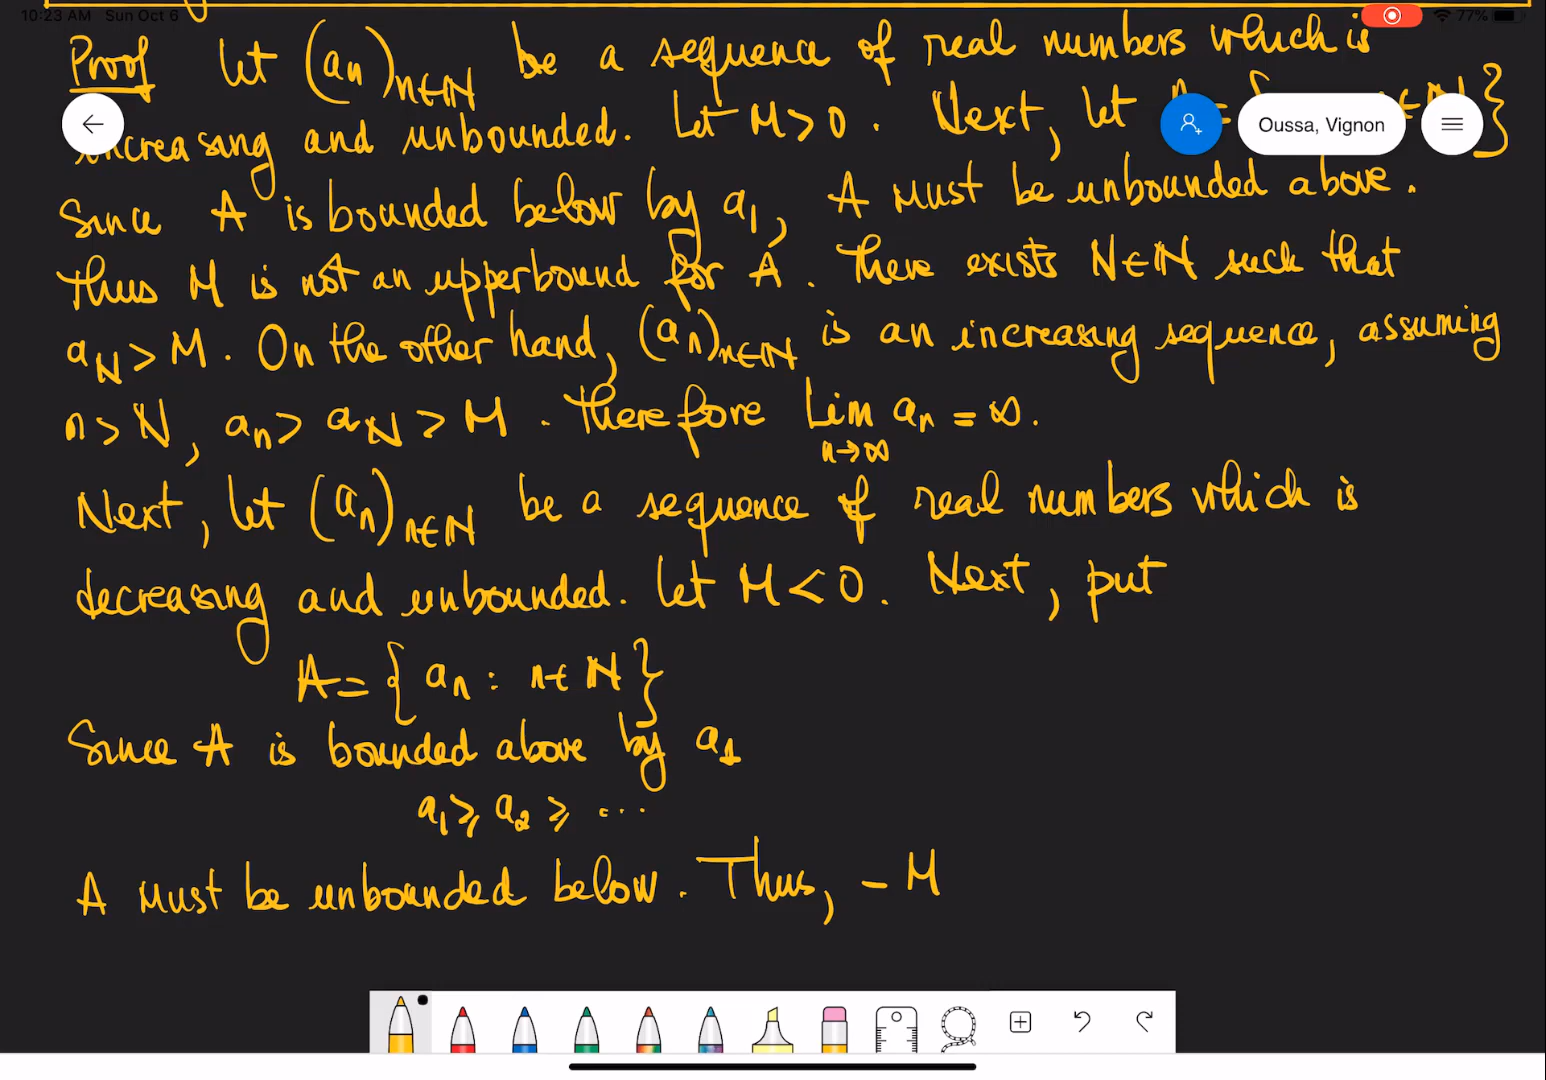 10:23 AM Sun Oct 6 77%
Proof Let (an)n∈ℕ be a sequence of real numbers which is
increasing and unbounded. Let M>0. Next, let = { }
Oussa, Vignon
Since A is bounded below by a₁, A must be unbounded above.
Thus M is not an upperbound for A. There exists N∈ℕ such that
a_N > M. On the other hand, (an)n∈ℕ is an increasing sequence, assuming
n>N, an > a_N > M. Therefore Lim an = ∞.
n→∞
Next, let (an)n∈ℕ be a sequence of real numbers which is
decreasing and unbounded. Let M<0. Next, put
A={an: n∈ℕ}
Since A is bounded above by a₁
a₁ ≥ a₂ ≥ ...
A must be unbounded below. Thus, -M